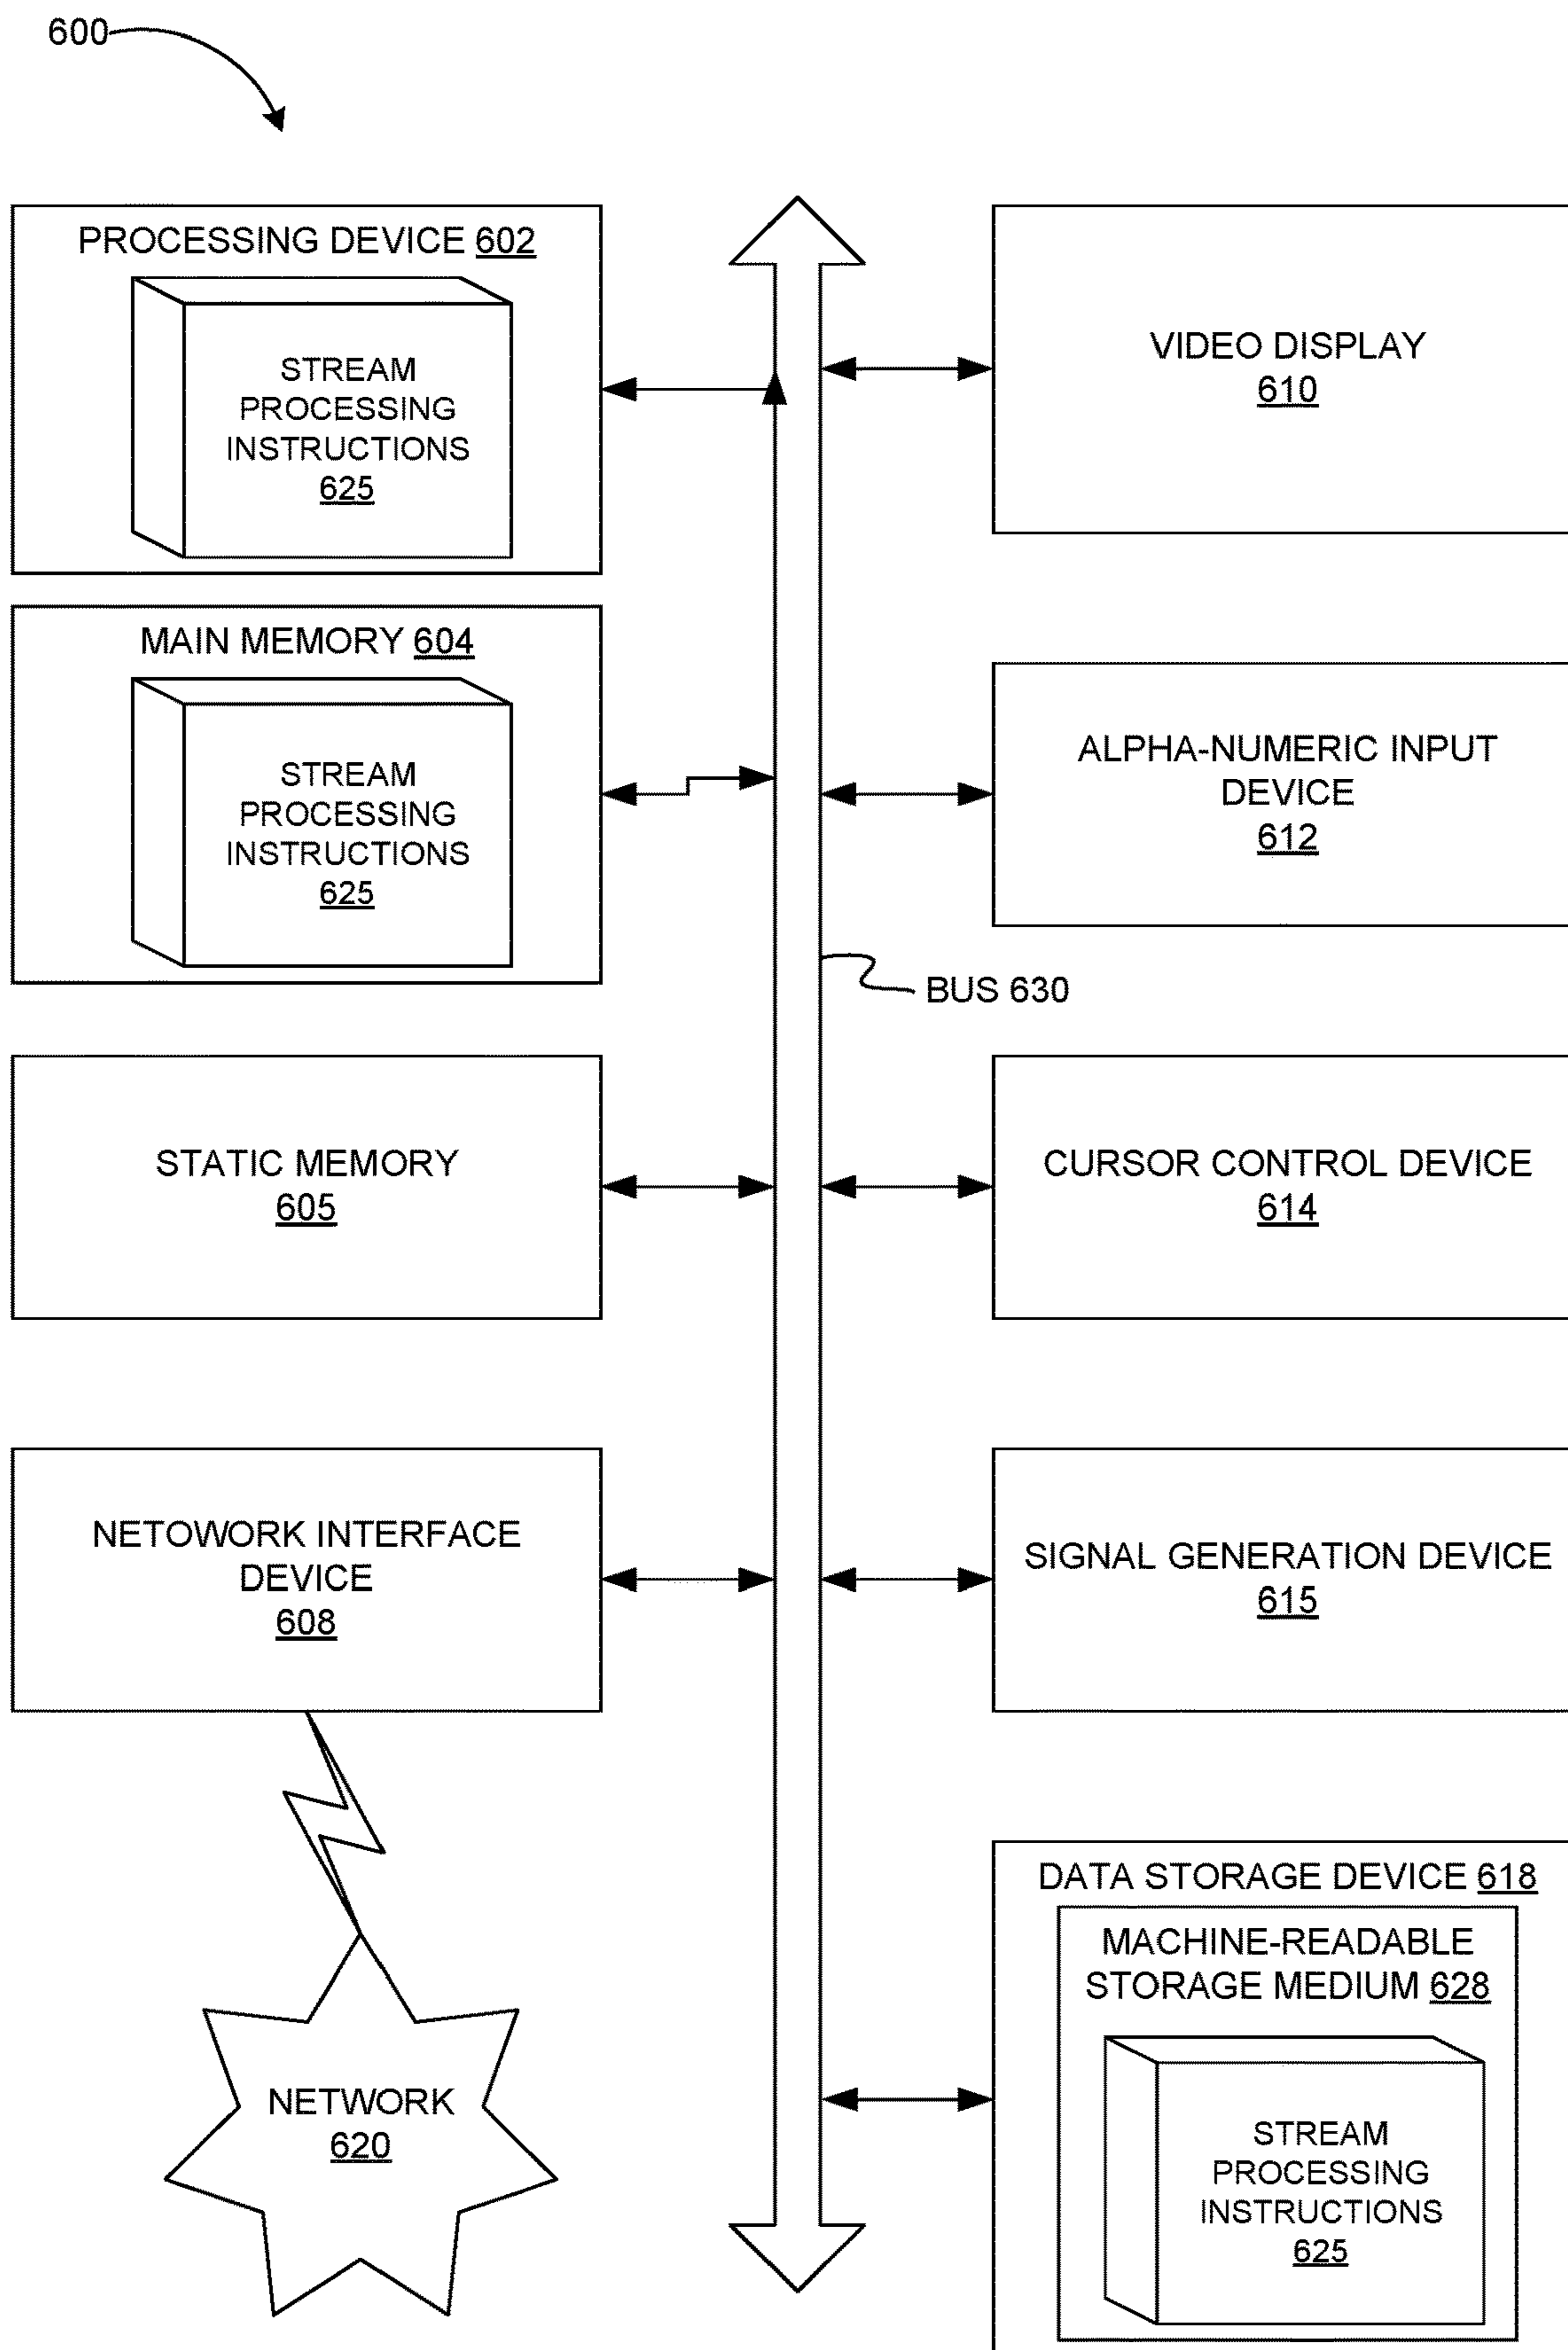 600
PROCESSING DEVICE 602
STREAM
PROCESSING
INSTRUCTIONS
625
MAIN MEMORY 604
STREAM
PROCESSING
INSTRUCTIONS
625
STATIC MEMORY
605
NETOWORK INTERFACE
DEVICE
608
NETWORK
620
VIDEO DISPLAY
610
ALPHA-NUMERIC INPUT
DEVICE
612
BUS 630
CURSOR CONTROL DEVICE
614
SIGNAL GENERATION DEVICE
615
DATA STORAGE DEVICE 618
MACHINE-READABLE
STORAGE MEDIUM 628
STREAM
PROCESSING
INSTRUCTIONS
625